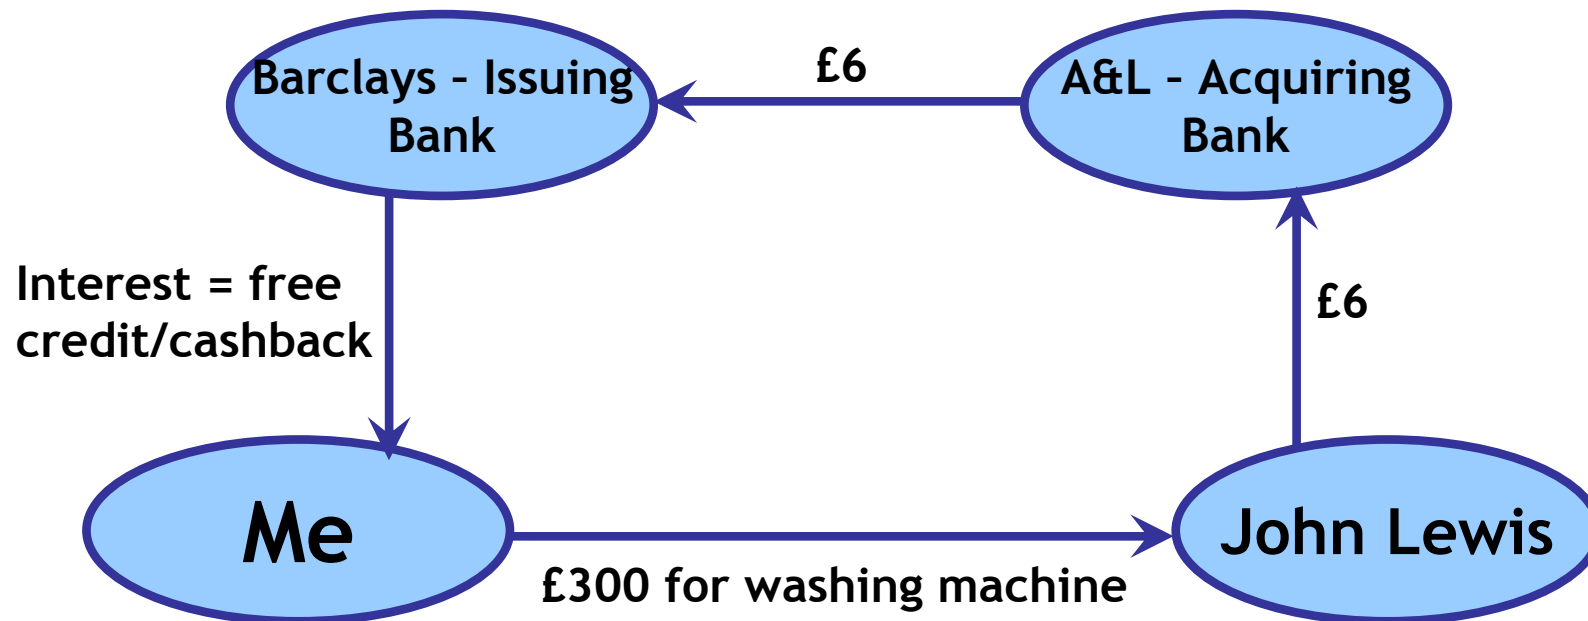 Barclays – Issuing
Bank
£6
A&L – Acquiring
Bank
Interest = free
credit/cashback
£6
Me
£300 for washing machine
John Lewis